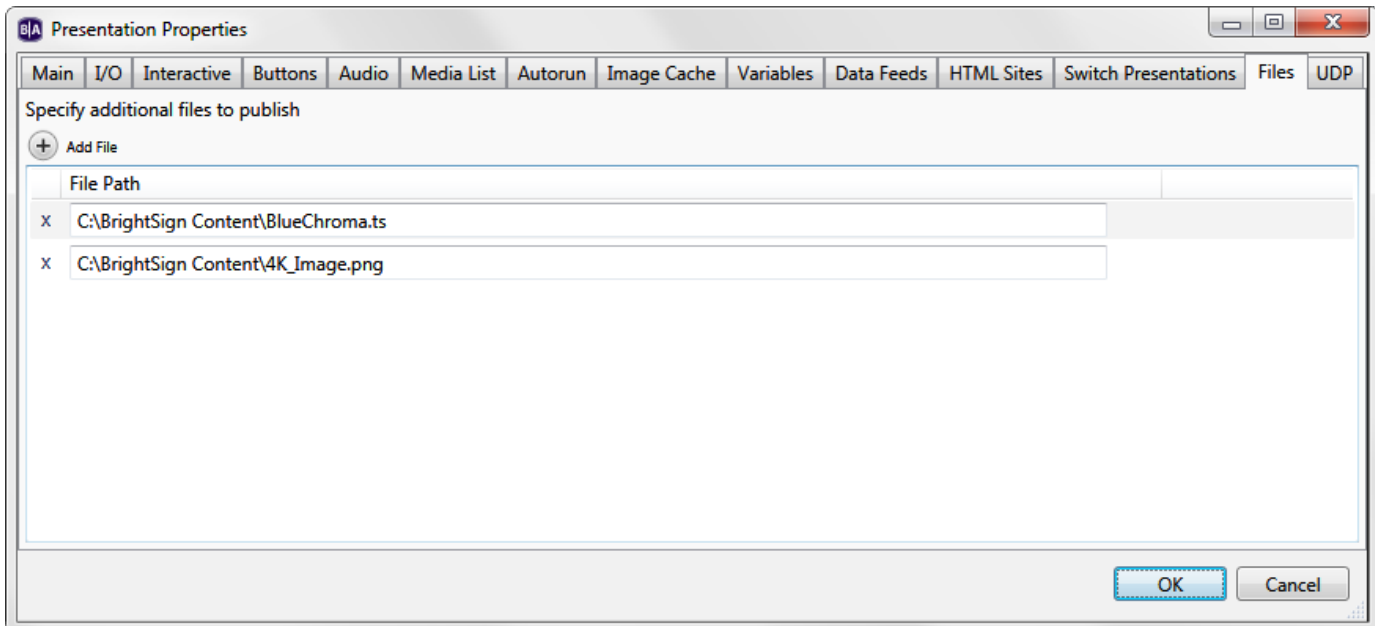 B|A Presentation Properties
Main I/O Interactive Buttons Audio Media List Autorun Image Cache Variables Data Feeds HTML Sites Switch Presentations Files UDP
Specify additional files to publish
+ Add File
File Path
x C:\BrightSign Content\BlueChroma.ts
x C:\BrightSign Content\4K_Image.png
OK Cancel